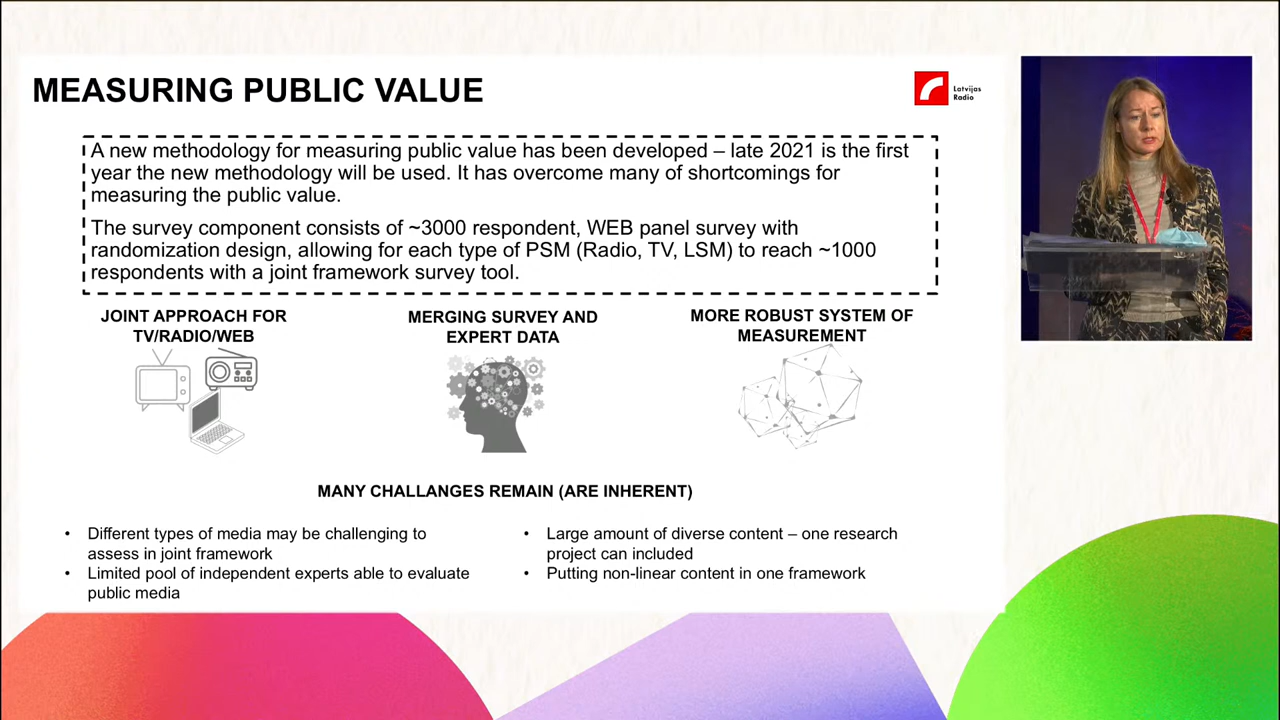 MEASURING PUBLIC VALUE
Latvijas
Radio
A new methodology for measuring public value has been developed – late 2021 is the first
year the new methodology will be used. It has overcome many of shortcomings for
measuring the public value.
The survey component consists of ~3000 respondent, WEB panel survey with
randomization design, allowing for each type of PSM (Radio, TV, LSM) to reach ~1000
respondents with a joint framework survey tool.
JOINT APPROACH FOR
TV/RADIO/WEB
MERGING SURVEY AND
EXPERT DATA
MORE ROBUST SYSTEM OF
MEASUREMENT
MANY CHALLANGES REMAIN (ARE INHERENT)
• Different types of media may be challenging to
assess in joint framework
• Limited pool of independent experts able to evaluate
public media
• Large amount of diverse content – one research
project can included
• Putting non-linear content in one framework